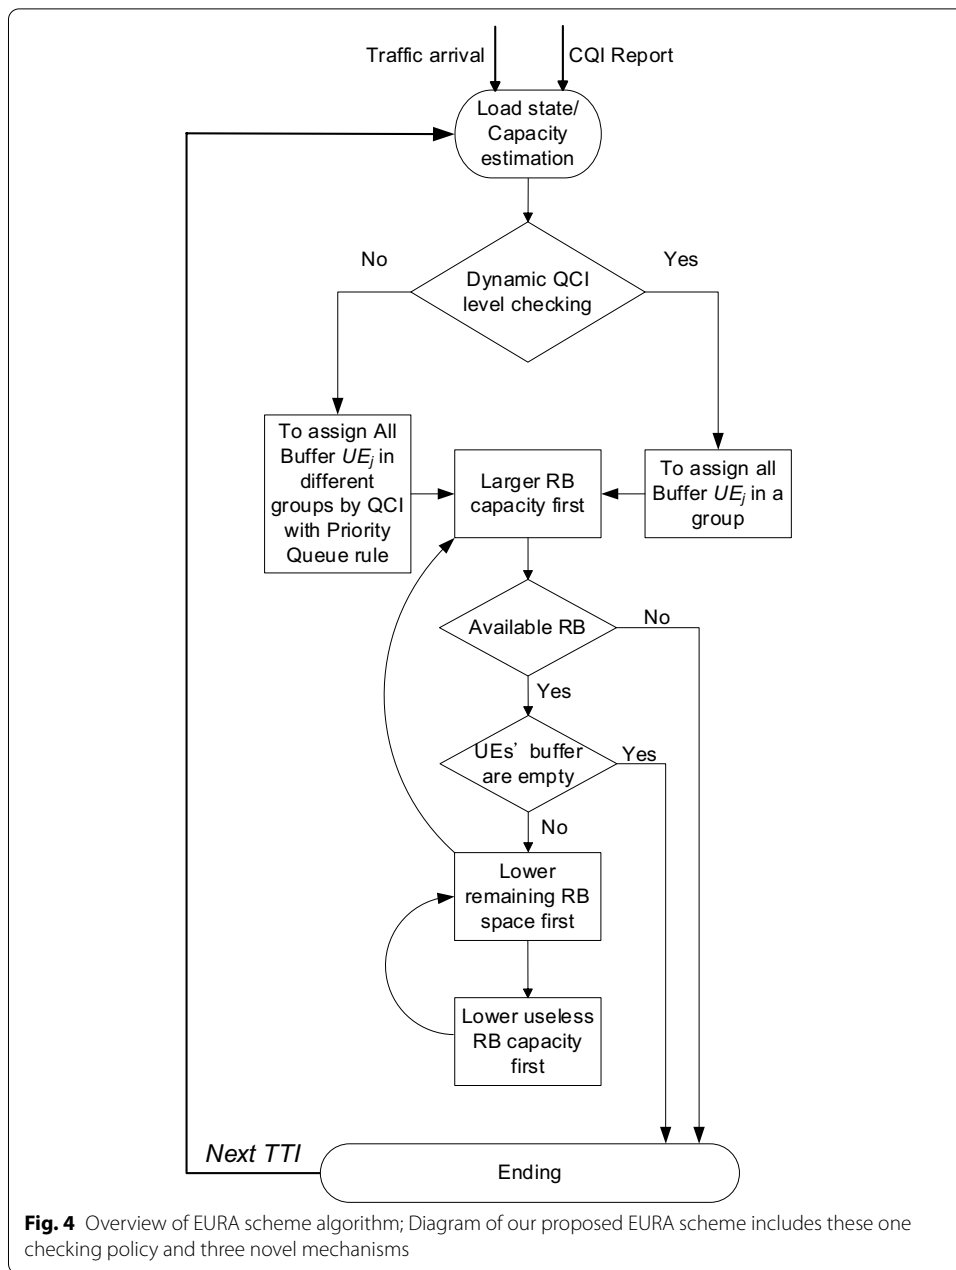 Traffic arrival
CQI Report
Load state/
Capacity
estimation
No
Yes
Dynamic QCI
level checking
To assign All
Buffer UEj in
different
groups by QCI
with Priority
Queue rule
Larger RB
capacity first
To assign all
Buffer UEj in a
group
Available RB
No
Yes
UEs’ buffer
are empty
Yes
No
Lower
remaining RB
space first
Lower useless
RB capacity
first
Next TTI
Ending
Fig. 4 Overview of EURA scheme algorithm; Diagram of our proposed EURA scheme includes these one
checking policy and three novel mechanisms